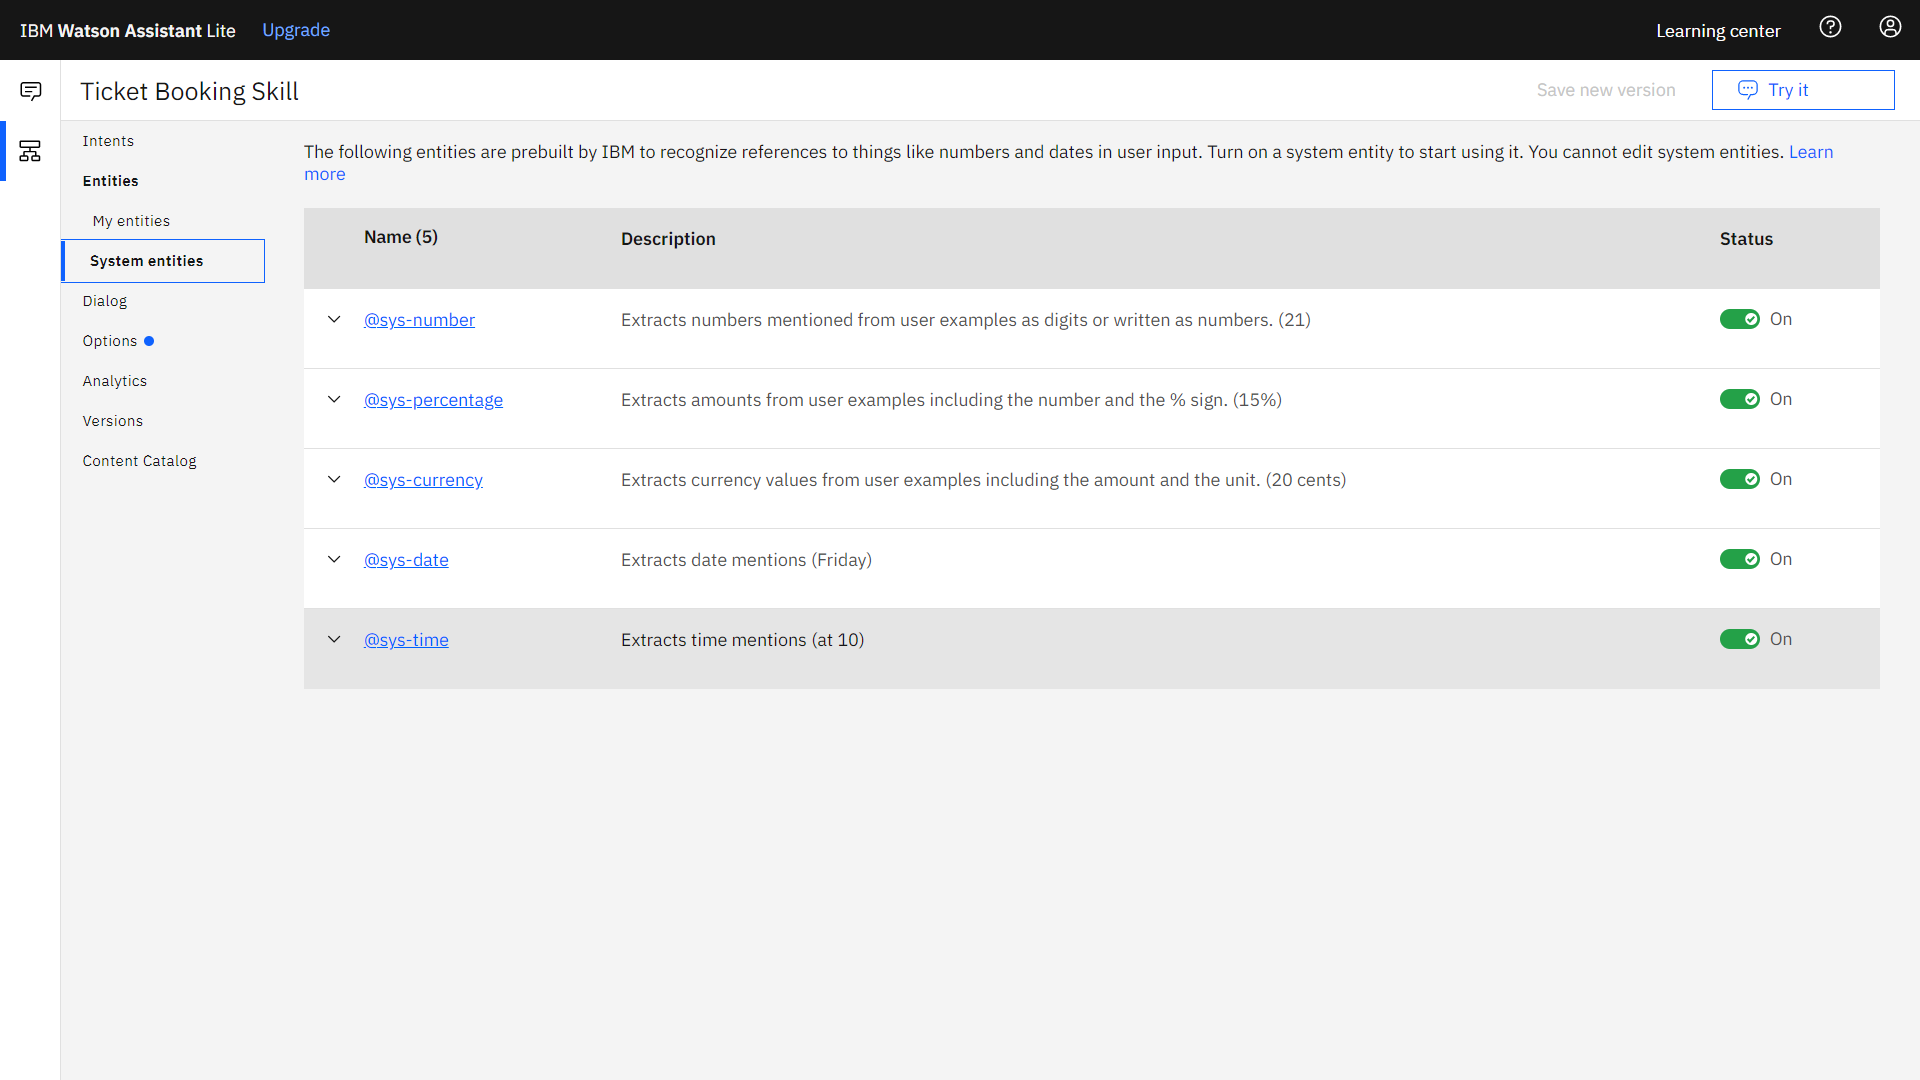 IBM Watson Assistant Lite Upgrade Learning center
Ticket Booking Skill Save new version Try it
Intents
Entities
My entities
System entities
Dialog
Options
Analytics
Versions
Content Catalog
The following entities are prebuilt by IBM to recognize references to things like numbers and dates in user input. Turn on a system entity to start using it. You cannot edit system entities. Learn
more
Name (5) Description Status
@sys-number Extracts numbers mentioned from user examples as digits or written as numbers. (21) On
@sys-percentage Extracts amounts from user examples including the number and the % sign. (15%) On
@sys-currency Extracts currency values from user examples including the amount and the unit. (20 cents) On
@sys-date Extracts date mentions (Friday) On
@sys-time Extracts time mentions (at 10) On